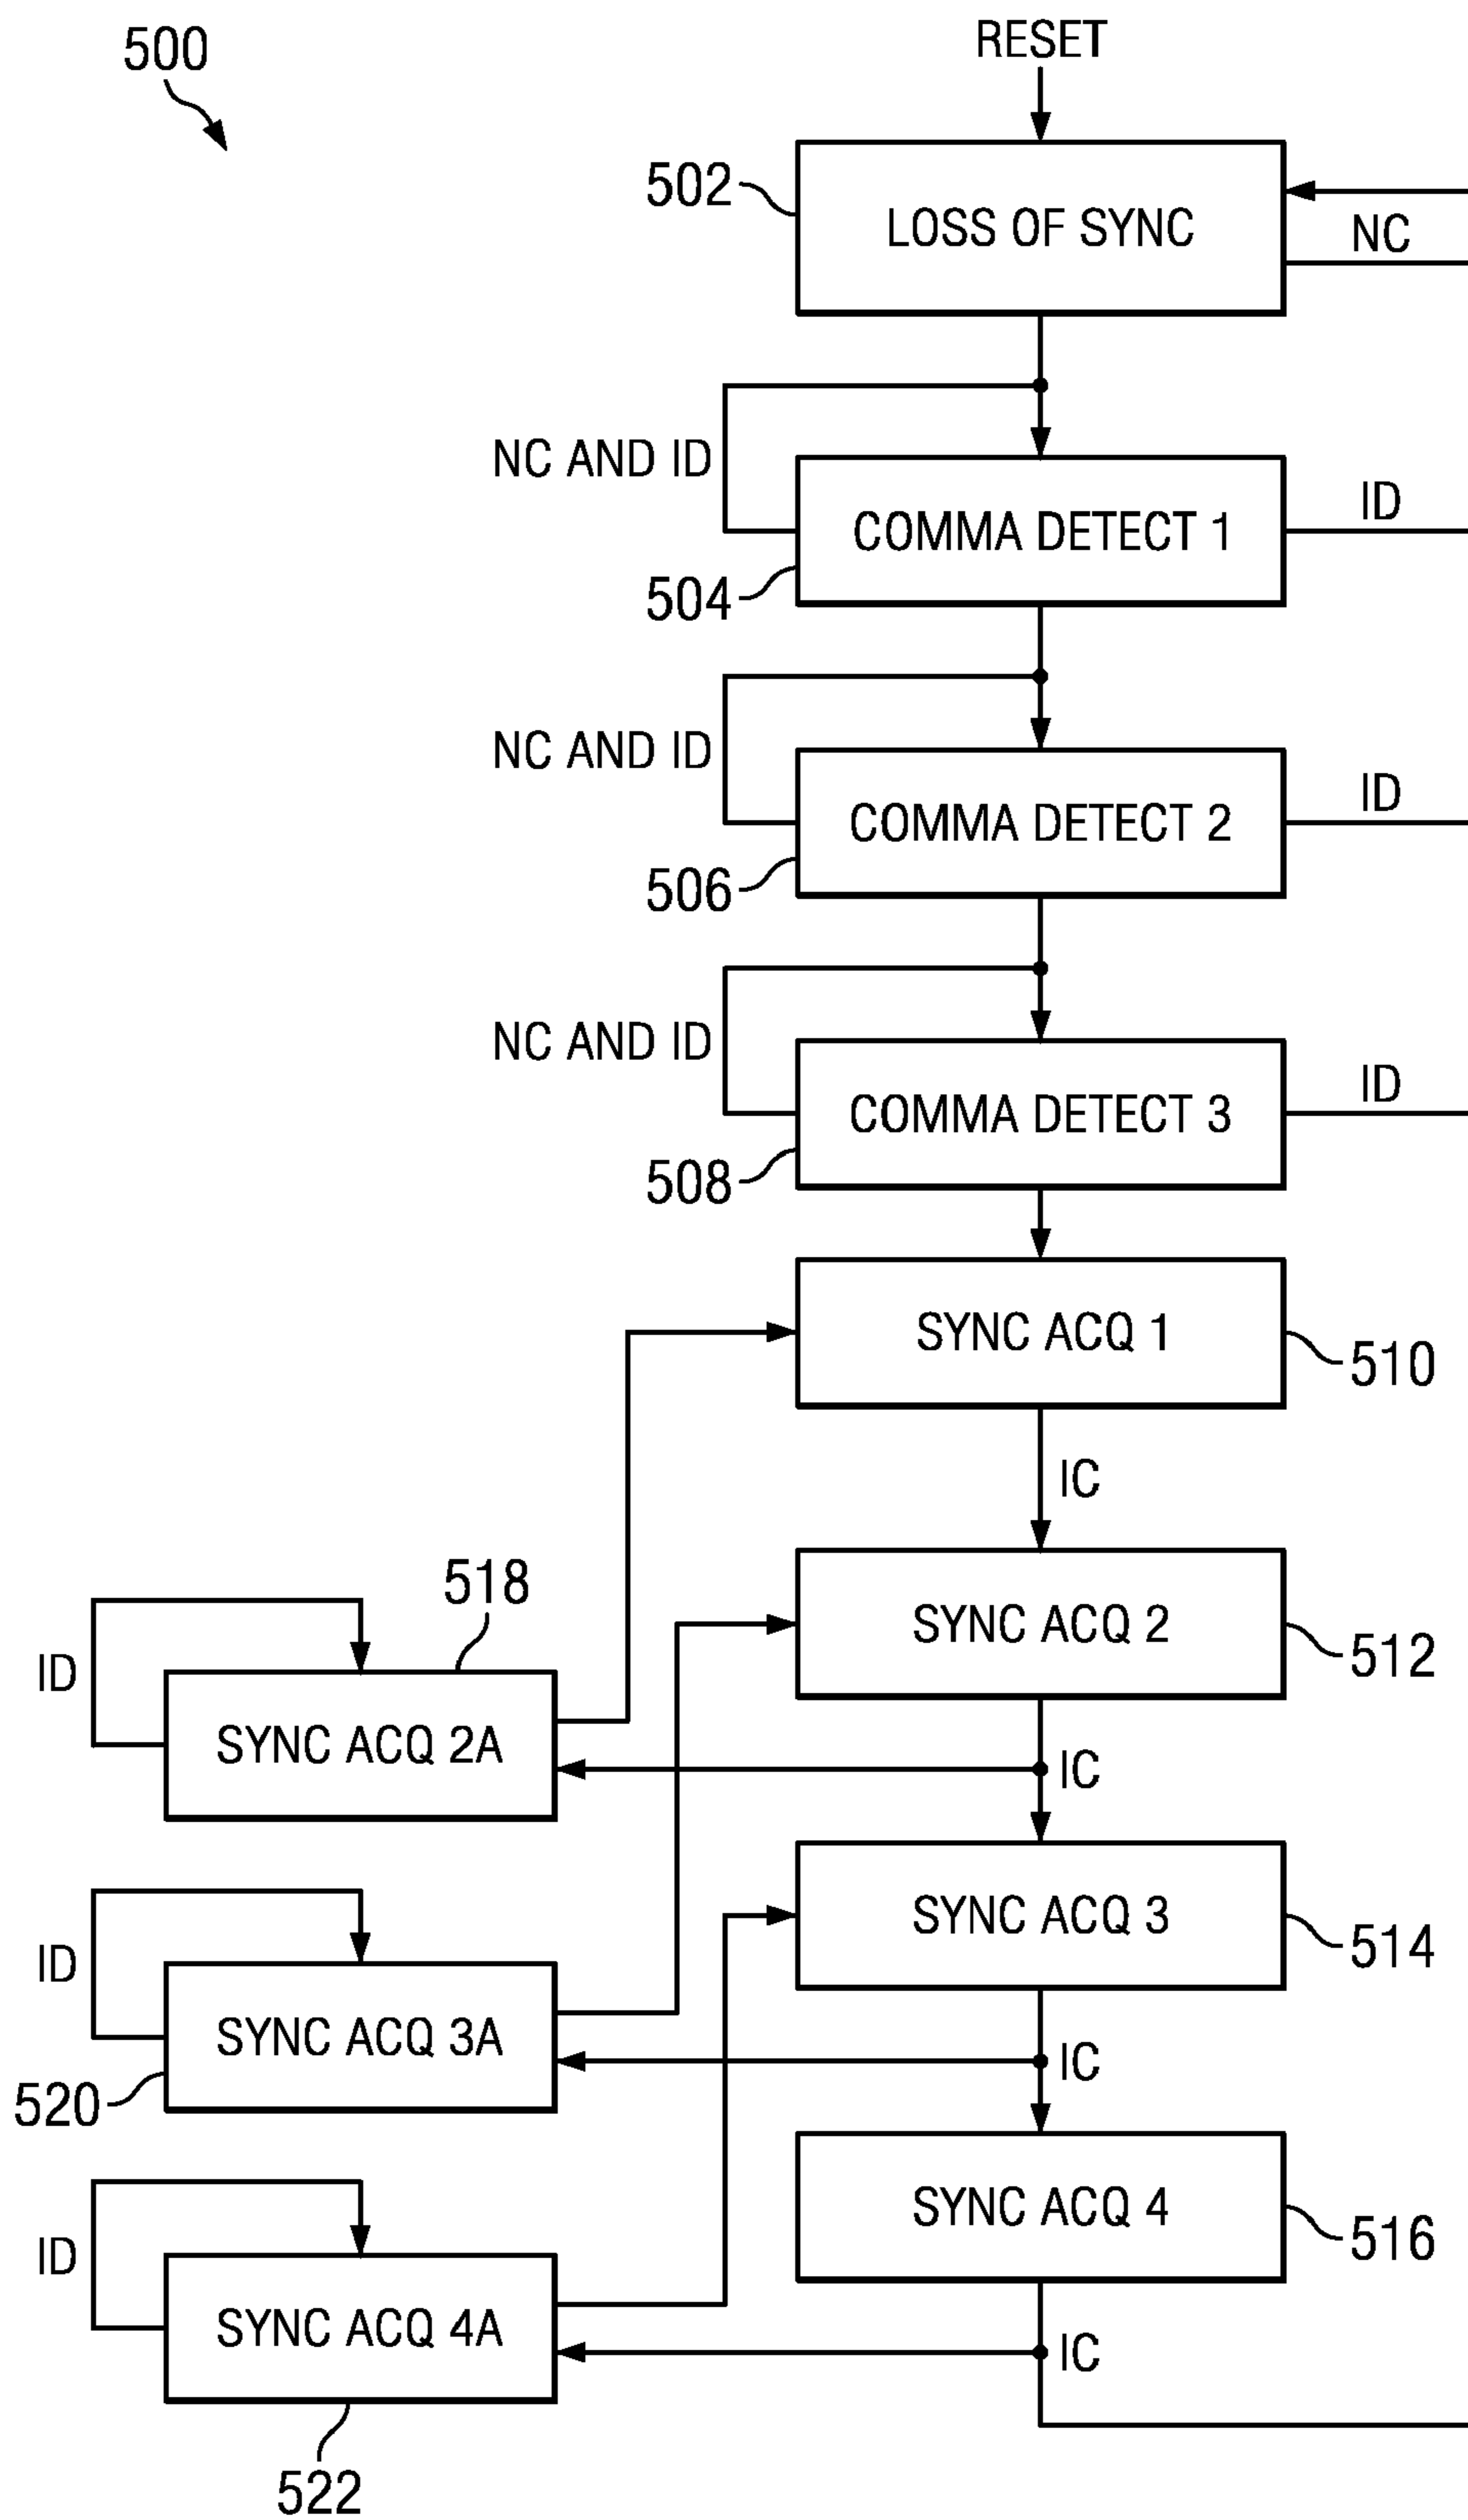 500
RESET
502
LOSS OF SYNC
NC
NC AND ID
COMMA DETECT 1
ID
504
NC AND ID
COMMA DETECT 2
ID
506
NC AND ID
COMMA DETECT 3
ID
508
SYNC ACQ 1
510
IC
518
SYNC ACQ 2
512
ID
SYNC ACQ 2A
IC
SYNC ACQ 3
514
ID
SYNC ACQ 3A
IC
520
SYNC ACQ 4
516
ID
SYNC ACQ 4A
IC
522